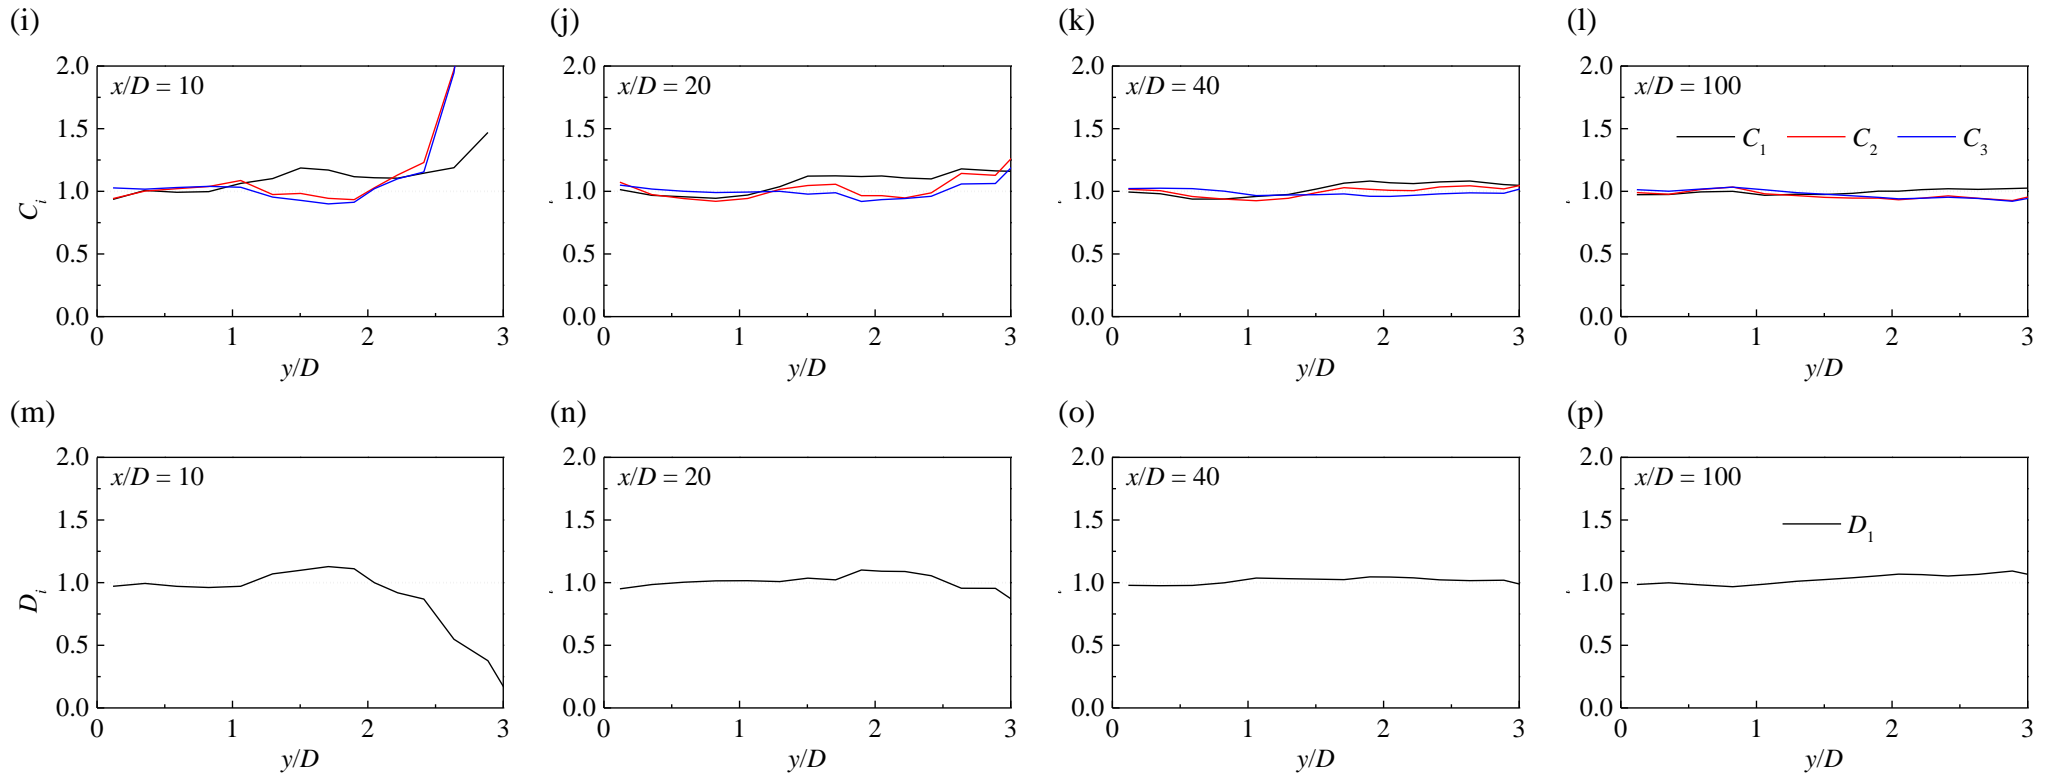 (i) (j) (k) (l)
2.0 2.0 2.0 2.0
x/D = 10 x/D = 20 x/D = 40 x/D = 100
1.5 1.5 1.5 1.5
C1 C2 C3
1.0 1.0 1.0 1.0
Ci
0.5 0.5 0.5 0.5
0.0 0.0 0.0 0.0
0 1 2 3 0 1 2 3 0 1 2 3 0 1 2 3
y/D y/D y/D y/D
(m) (n) (o) (p)
2.0 2.0 2.0 2.0
x/D = 10 x/D = 20 x/D = 40 x/D = 100
1.5 1.5 1.5 1.5
D1
1.0 1.0 1.0 1.0
Di
0.5 0.5 0.5 0.5
0.0 0.0 0.0 0.0
0 1 2 3 0 1 2 3 0 1 2 3 0 1 2 3
y/D y/D y/D y/D